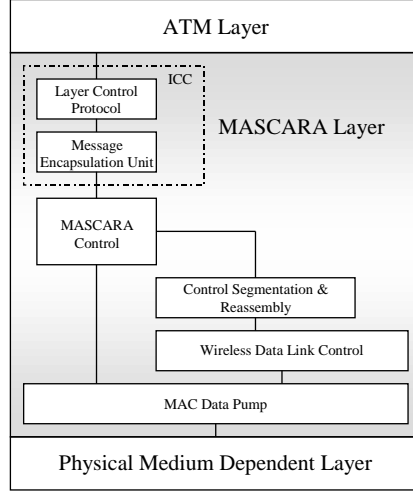 ATM Layer
ICC
Layer Control
Protocol
MASCARA Layer
Message
Encapsulation Unit
MASCARA
Control
Control Segmentation &
Reassembly
Wireless Data Link Control
MAC Data Pump
Physical Medium Dependent Layer